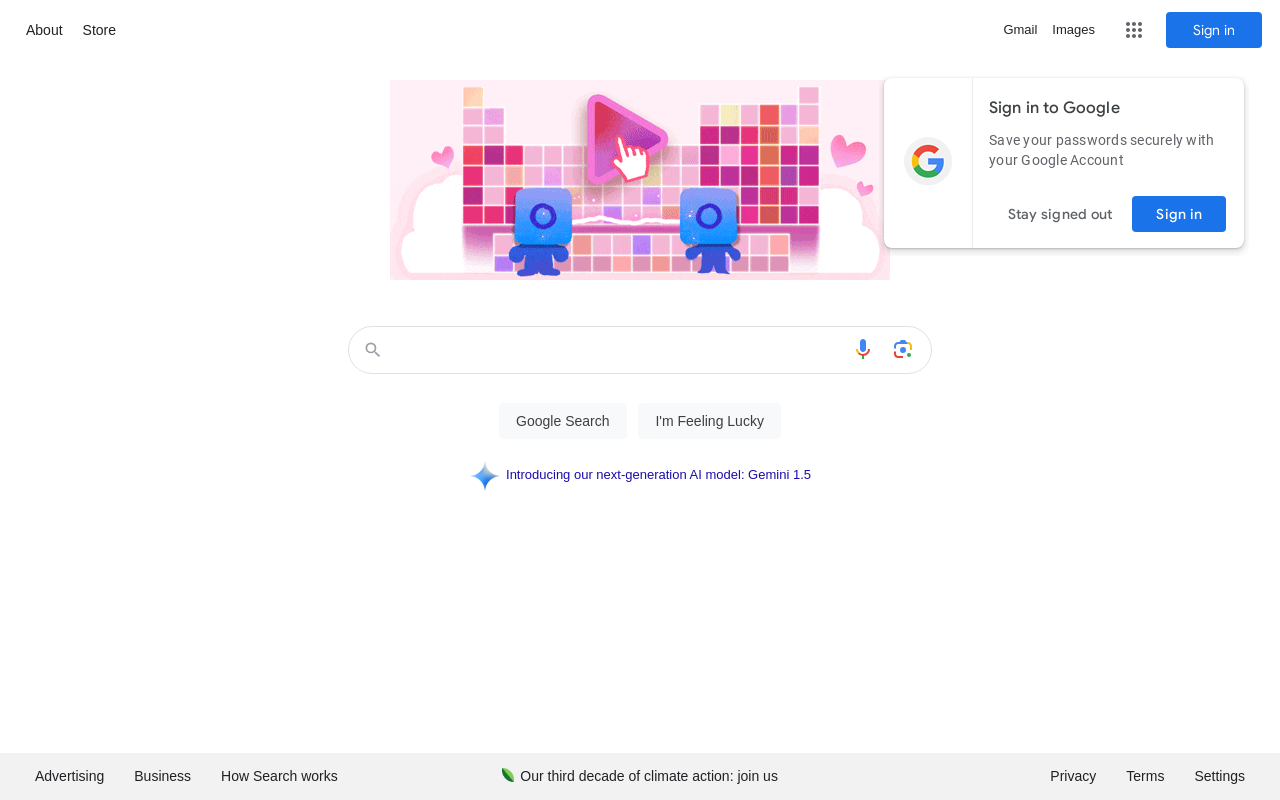 About Store
Gmail Images Sign in
Sign in to Google
Save your passwords securely with
your Google Account
Stay signed out Sign in
Google Search I'm Feeling Lucky
Introducing our next-generation AI model: Gemini 1.5
Advertising Business How Search works Our third decade of climate action: join us Privacy Terms Settings